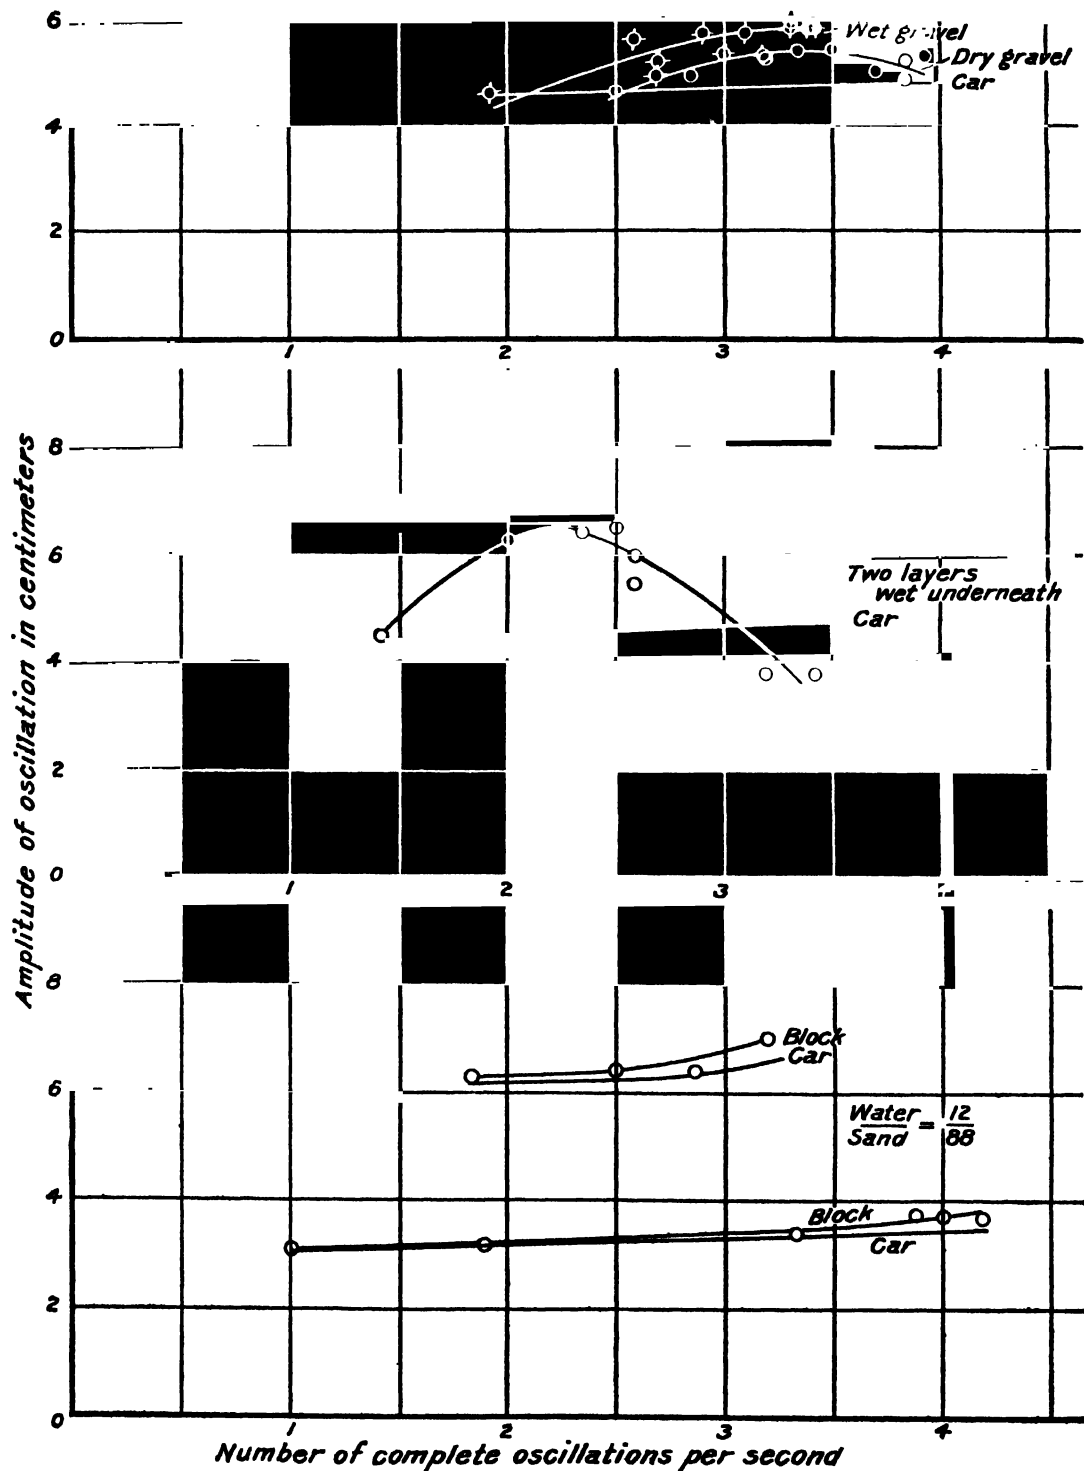 6
Wet gravel
Dry gravel
Car
4
2
0
1 2 3 4
8
6
Two layers
wet underneath
Car
4
2
0
1 2 3
8
Block
Car
6
Water/Sand = 12/88
4
Block
Car
2
0
1 2 3 4
Number of complete oscillations per second
Amplitude of oscillation in centimeters